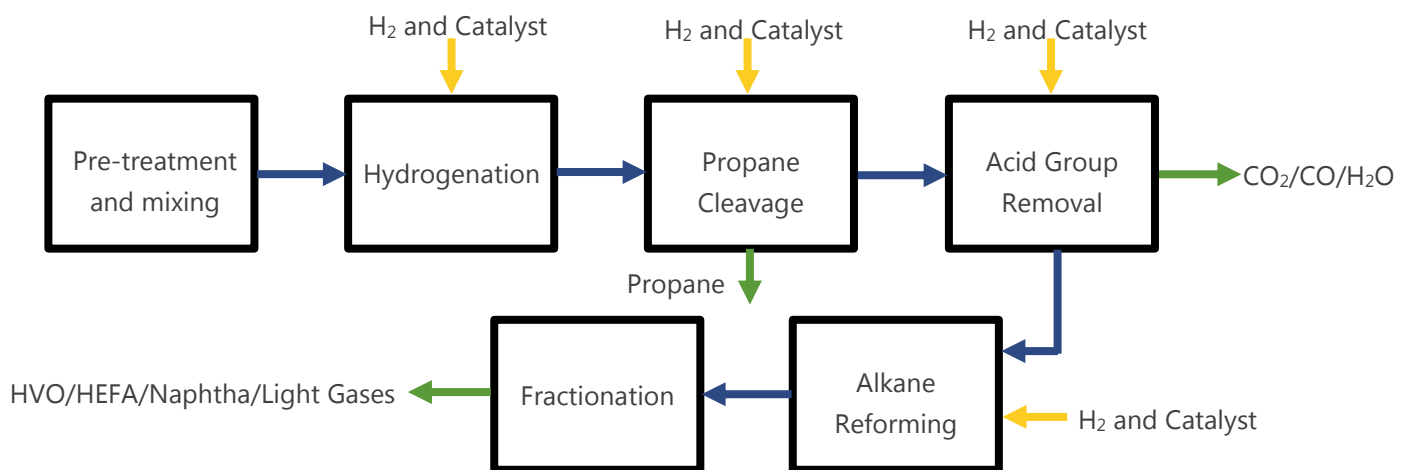 H₂ and Catalyst
H₂ and Catalyst
H₂ and Catalyst
Pre-treatment
and mixing
Hydrogenation
Propane
Cleavage
Acid Group
Removal
CO₂/CO/H₂O
Propane
HVO/HEFA/Naphtha/Light Gases
Fractionation
Alkane
Reforming
H₂ and Catalyst